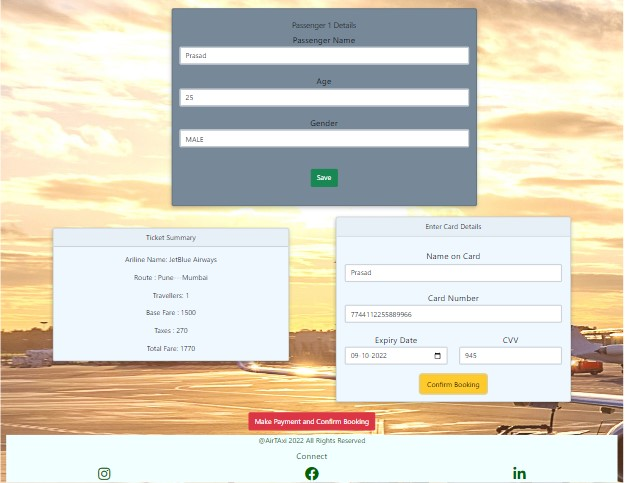 Passenger 1 Details
Passenger Name
Prasad
Age
25
Gender
MALE
Save
Ticket Summary
Ariline Name: JetBlue Airways
Route : Pune---Mumbai
Travellers: 1
Base Fare : 1500
Taxes : 270
Total Fare: 1770
Enter Card Details
Name on Card
Prasad
Card Number
7744112255889966
Expiry Date CVV
09-10-2022 945
Confirm Booking
Make Payment and Confirm Booking
@AirTAxi 2022 All Rights Reserved
Connect